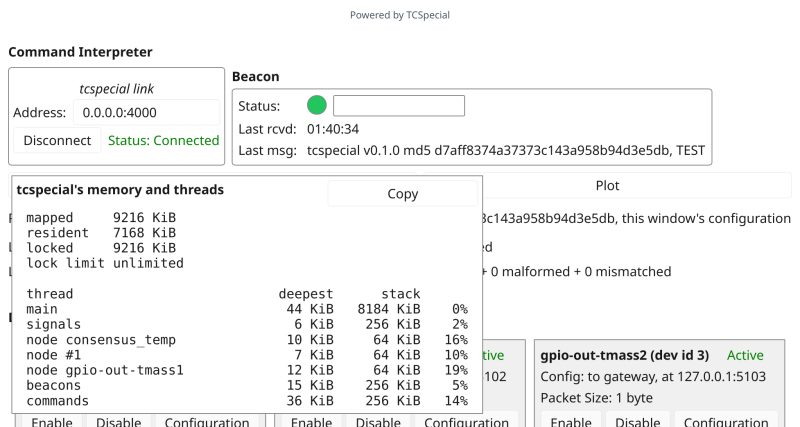 Powered by TCSpecial
Command Interpreter
tcspecial link
Address: 0.0.0.0:4000
Disconnect Status: Connected
Beacon
Status:
Last rcvd: 01:40:34
Last msg: tcspecial v0.1.0 md5 d7aff8374a37373c143a958b94d3e5db, TEST
Plot
3c143a958b94d3e5db, this window's configuration
+ 0 malformed + 0 mismatched
tcspecial's memory and threads
Copy
mapped 9216 KiB
resident 7168 KiB
locked 9216 KiB
lock limit unlimited
thread deepest stack
main 44 KiB 8184 KiB 0%
signals 6 KiB 256 KiB 2%
node consensus_temp 10 KiB 64 KiB 16%
node #1 7 KiB 64 KiB 10%
node gpio-out-tmass1 12 KiB 64 KiB 19%
beacons 15 KiB 256 KiB 5%
commands 36 KiB 256 KiB 14%
tive
102
gpio-out-tmass2 (dev id 3) Active
Config: to gateway, at 127.0.0.1:5103
Packet Size: 1 byte
Enable Disable Configuration
Enable Disable Configuration
Enable Disable Configuration